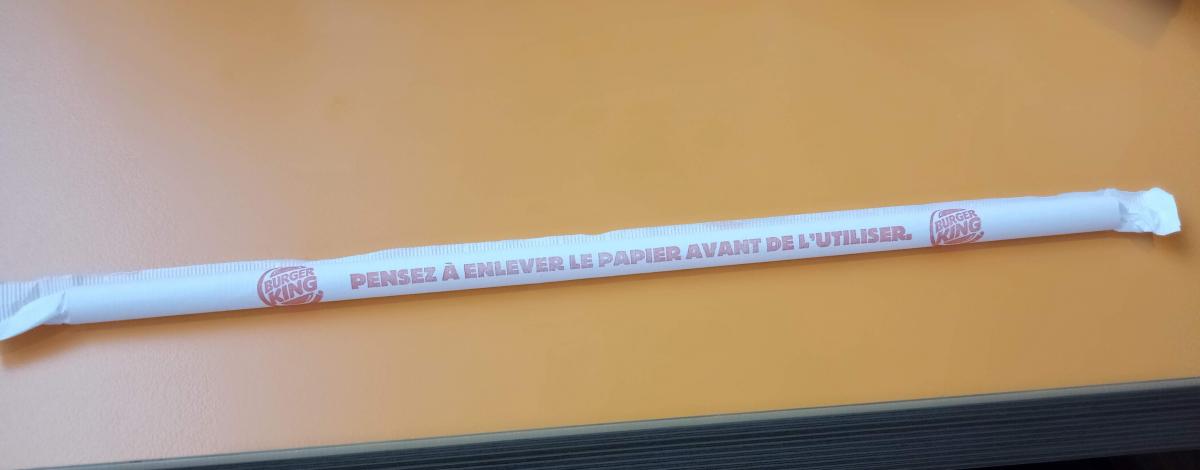 BURGER
KING
PENSEZ À ENLEVER LE PAPIER AVANT DE L'UTILISER.
BURGER
KING